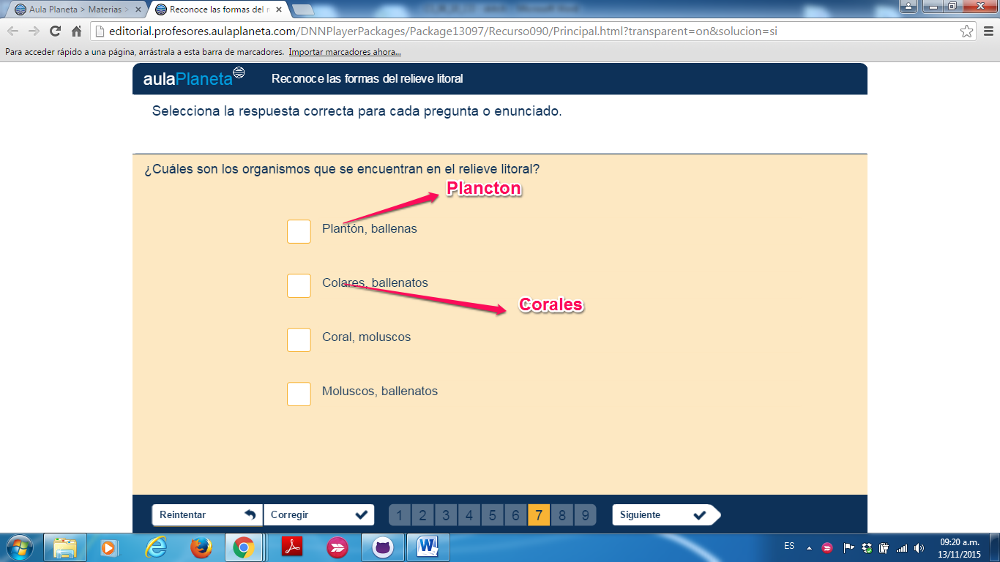 Aula Planeta > Materias >
Reconoce las formas del r
editorial.profesores.aulaplaneta.com/DNNPlayerPackages/Package13097/Recurso090/Principal.html?transparent=on&solucion=si
Para acceder rápido a una página, arrástrala a esta barra de marcadores. Importar marcadores ahora...
aulaPlaneta Reconoce las formas del relieve litoral
Selecciona la respuesta correcta para cada pregunta o enunciado.
¿Cuáles son los organismos que se encuentran en el relieve litoral?
Plancton
Plantón, ballenas
Colares, ballenatos
Corales
Coral, moluscos
Moluscos, ballenatos
Reintentar Corregir 1 2 3 4 5 6 7 8 9 Siguiente
ES 09:20 a.m.
13/11/2015